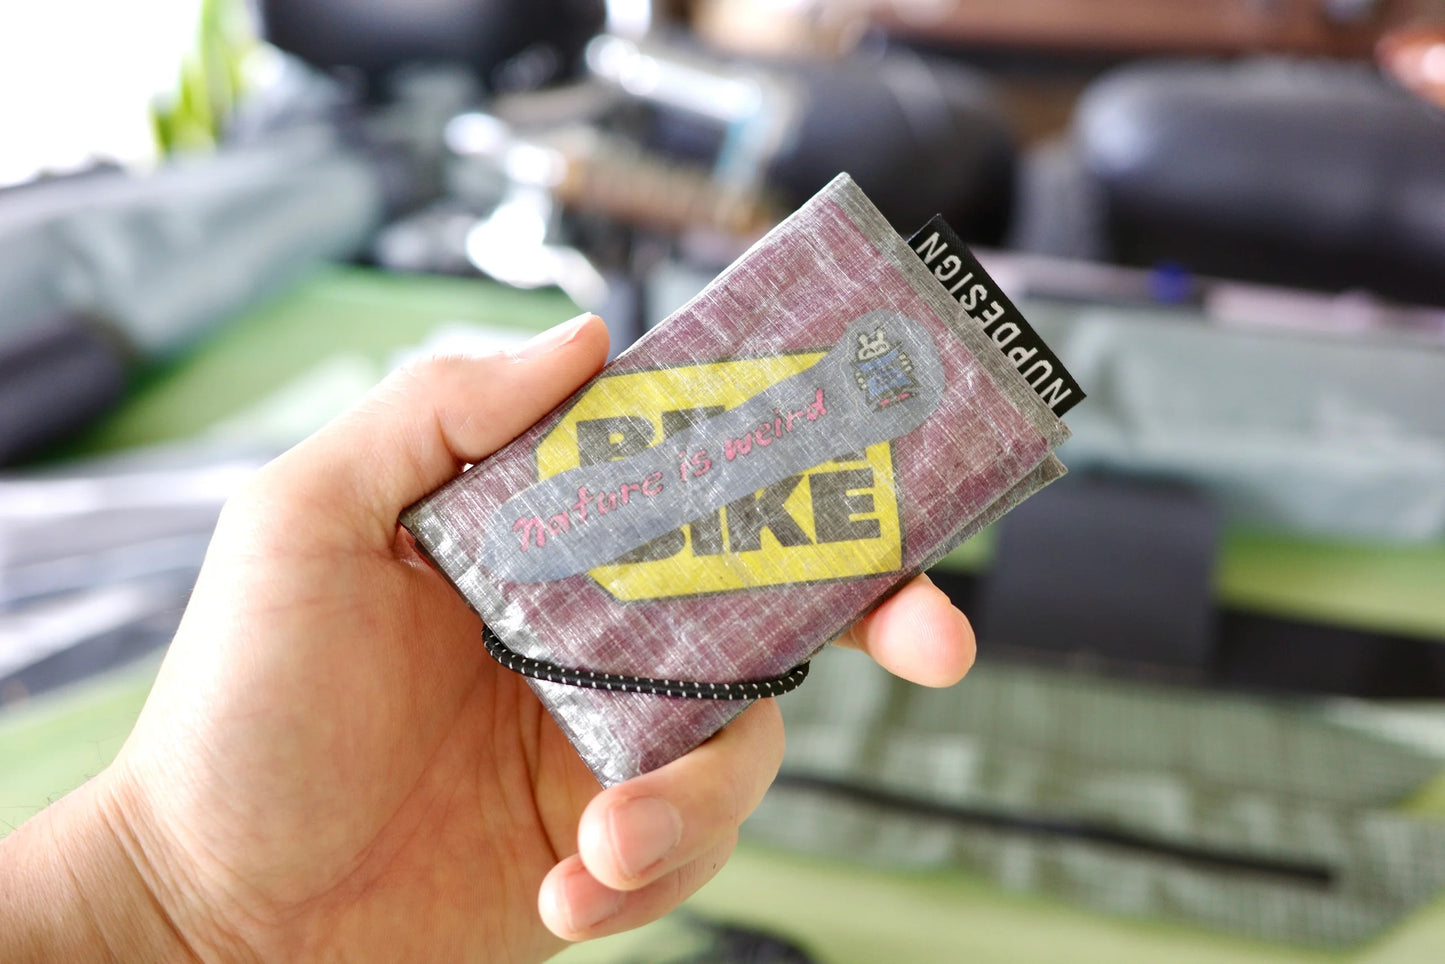 NUPDESIGN
nature is weird
BIKE